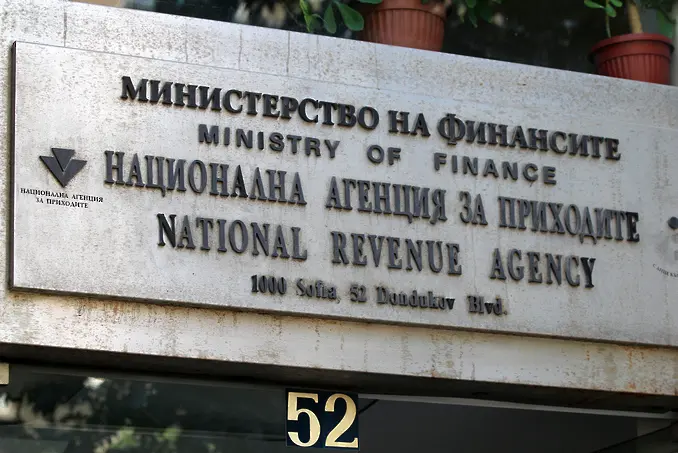 МИНИСТЕРСТВО НА ФИНАНСИТЕ
MINISTRY OF FINANCE
НАЦИОНАЛНА АГЕНЦИЯ ЗА ПРИХОДИТЕ
NATIONAL REVENUE AGENCY
1000 Sofia, 52 Dondukov Blvd.
НАЦИОНАЛНА АГЕНЦИЯ
ЗА ПРИХОДИТЕ
52